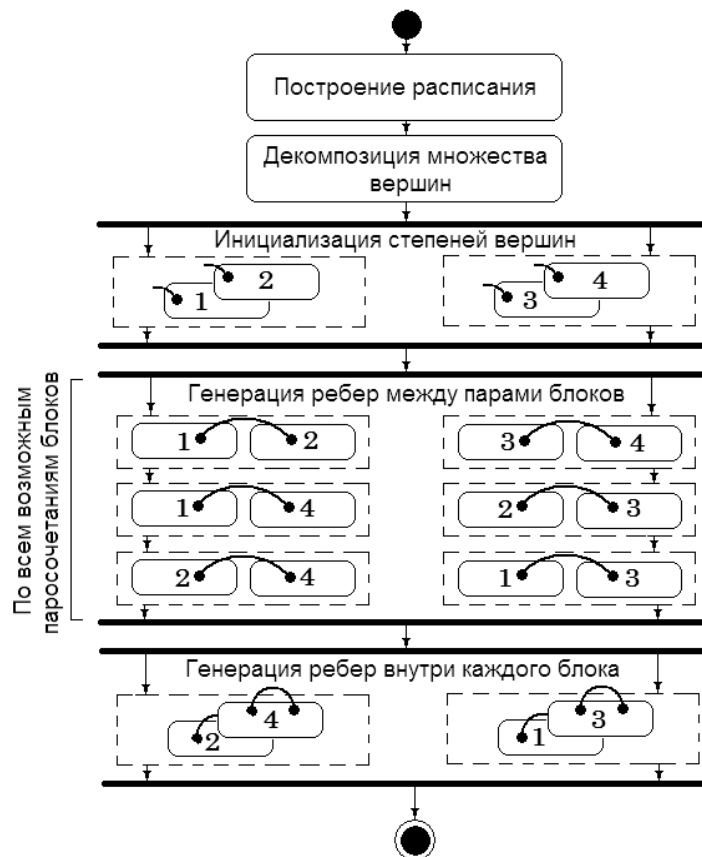 Построение расписания
Декомпозиция множества
вершин
Инициализация степеней вершин
1 2 3 4
По всем возможным
паросочетаниям блоков
Генерация ребер между парами блоков
1 2 3 4
1 4 2 3
2 4 1 3
Генерация ребер внутри каждого блока
2 4 1 3